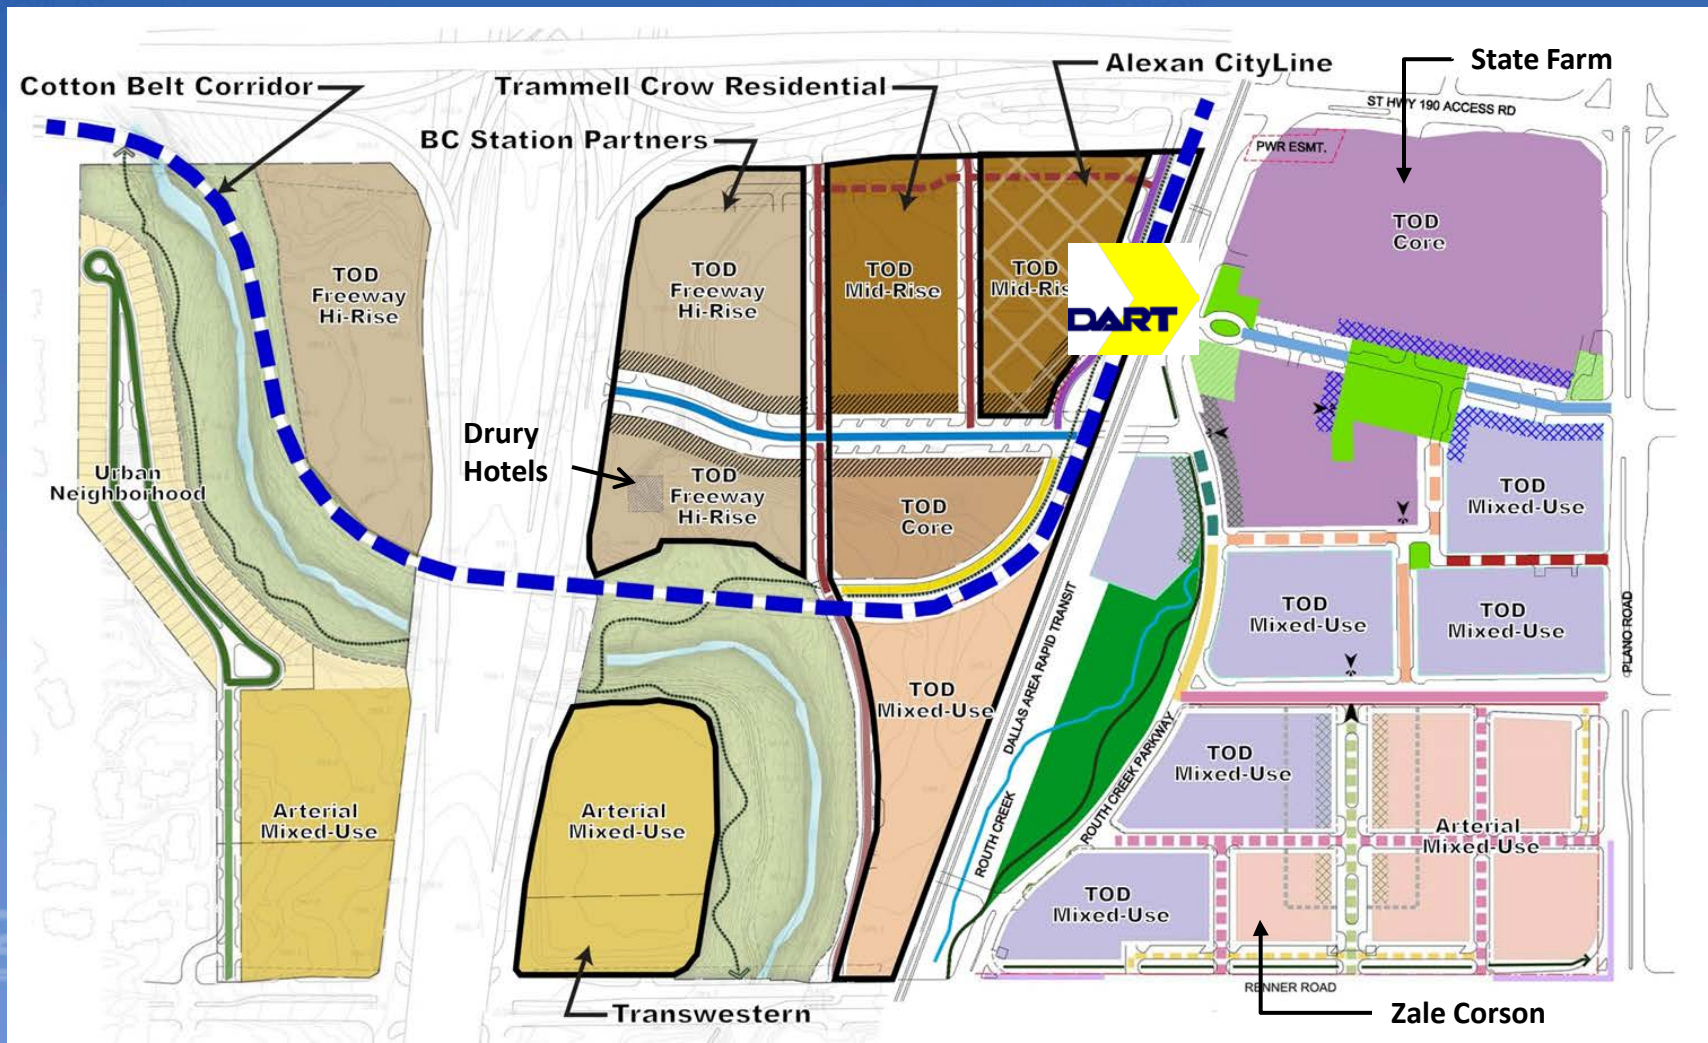 State Farm
Alexan CityLine
Cotton Belt Corridor
Trammell Crow Residential
ST HWY 190 ACCESS RD
BC Station Partners
PWR ESMT.
TOD
Core
TOD
Freeway
Hi-Rise
TOD
Freeway
Hi-Rise
TOD
Mid-Rise
TOD
Mid-Ris
DART
Drury
Hotels
Urban
Neighborhood
TOD
Freeway
Hi-Rise
TOD
Core
TOD
Mixed-Use
TOD
Mixed-Use
TOD
Mixed-Use
PLANO ROAD
DALLAS AREA RAPID TRANSIT
TOD
Mixed-Use
ROUTH CREEK PARKWAY
ROUTH CREEK
TOD
Mixed-Use
Arterial
Mixed-Use
Arterial
Mixed-Use
Arterial
Mixed-Use
TOD
Mixed-Use
RENNER ROAD
Transwestern
Zale Corson